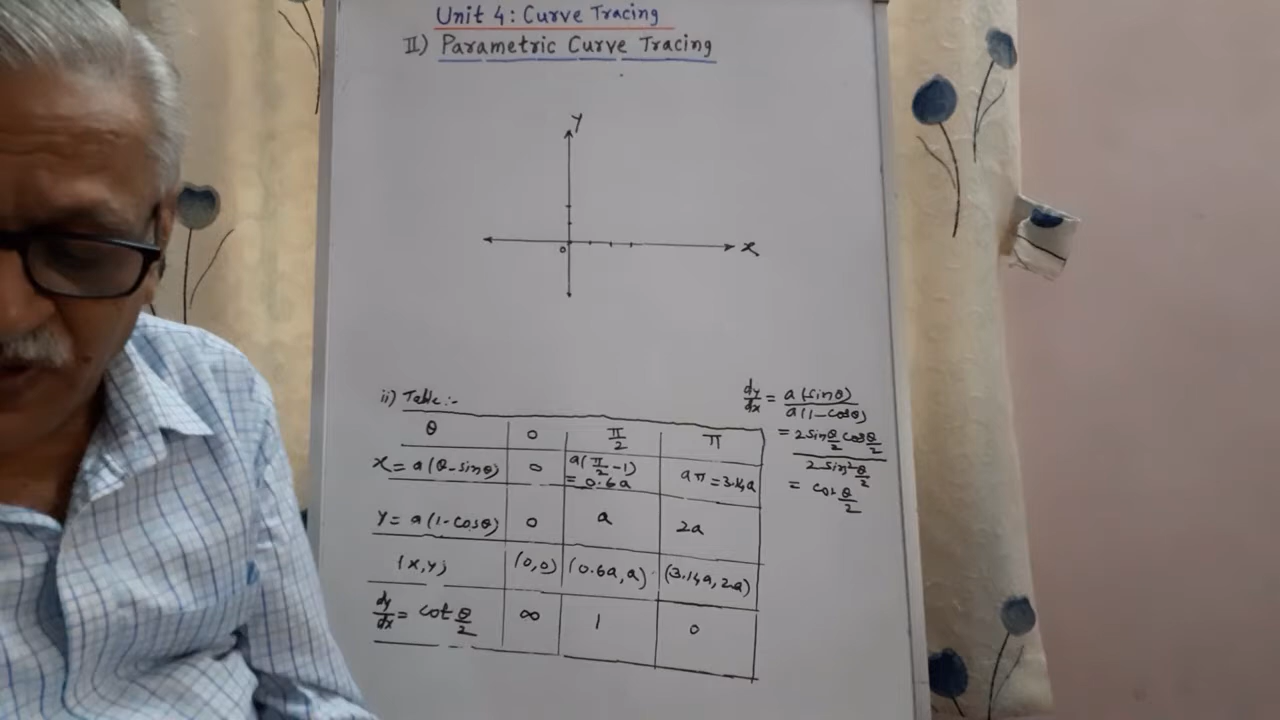 Unit 4: Curve Tracing
II) Parametric Curve Tracing
Y
X
0
ii) Table:-
θ 0 π/2 π
x = a(θ-sinθ) 0 a(π/2 -1) = 0.6a aπ = 3.14a
y = a(1-cosθ) 0 a 2a
(x,y) (0,0) (0.6a, a) (3.14a, 2a)
dy/dx = cot θ/2 ∞ 1 0
dy/dx = a(sinθ)/a(1-cosθ)
= 2sin θ/2 cos θ/2 / 2sin² θ/2
= cot θ/2